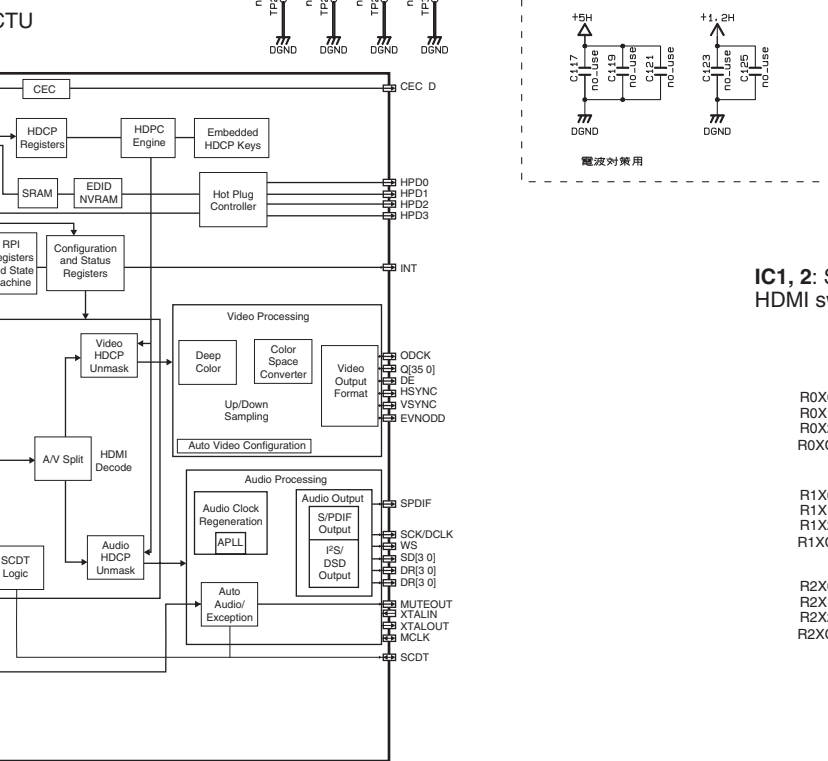 CTU
DGND DGND DGND DGND
+5H
+1.2H
C117
no_use
C119
no_use
C121
no_use
C123
no_use
C125
no_use
DGND
DGND
電波対策用
CEC
CEC D
HDCP
Registers
HDPC
Engine
Embedded
HDCP Keys
SRAM
EDID
NVRAM
Hot Plug
Controller
HPD0
HPD1
HPD2
HPD3
RPI
Configuration
and Status
Registers
INT
IC1, 2:
HDMI
Video Processing
Video
HDCP
Unmask
Deep
Color
Color
Space
Converter
Video
Output
Format
Up/Down
Sampling
Auto Video Configuration
ODCK
Q[35 0]
DE
HSYNC
VSYNC
EVNODD
A/V Split
HDMI
Decode
Audio Processing
Audio Clock
Regeneration
APLL
Audio Output
S/PDIF
Output
I²S/
DSD
Output
SPDIF
SCK/DCLK
WS
SD[3 0]
DR[3 0]
DR[3 0]
SCDT
Logic
Audio
HDCP
Unmask
Auto
Audio/
Exception
MUTEOUT
XTALIN
XTALOUT
MCLK
SCDT